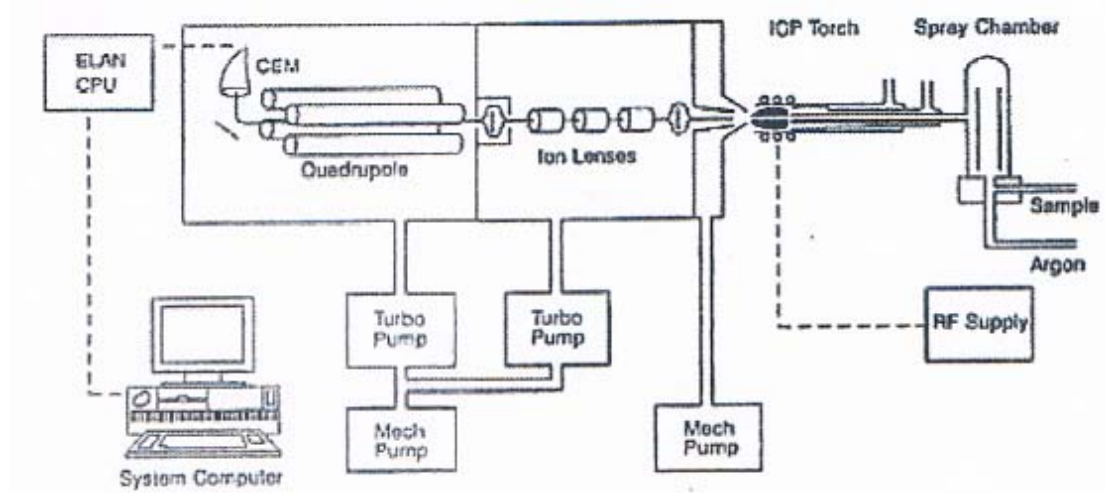 ICP Torch
Spray Chamber
ELAN
CPU
CEM
Quadrupole
Ion Lenses
Sample
Argon
Turbo
Pump
Turbo
Pump
RF Supply
Mech
Pump
Mech
Pump
System Computer